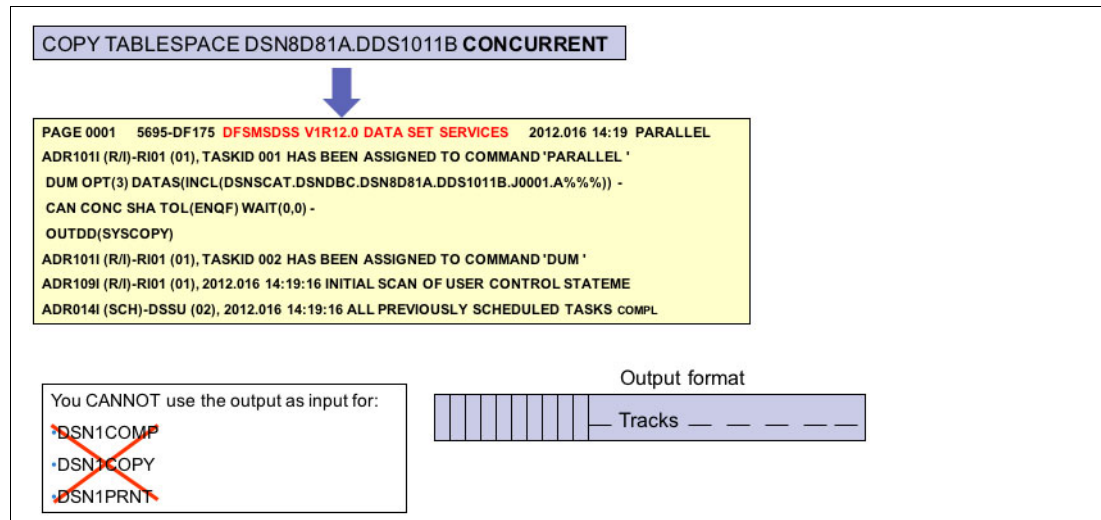 COPY TABLESPACE DSN8D81A.DDS1011B CONCURRENT
PAGE 0001 5695-DF175 DFSMSDSS V1R12.0 DATA SET SERVICES 2012.016 14:19 PARALLEL
ADR101I (R/I)-RI01 (01), TASKID 001 HAS BEEN ASSIGNED TO COMMAND 'PARALLEL '
DUM OPT(3) DATAS(INCL(DSNSCAT.DSNDBC.DSN8D81A.DDS1011B.J0001.A%%%)) -
CAN CONC SHA TOL(ENQF) WAIT(0,0) -
OUTDD(SYSCOPY)
ADR101I (R/I)-RI01 (01), TASKID 002 HAS BEEN ASSIGNED TO COMMAND 'DUM '
ADR109I (R/I)-RI01 (01), 2012.016 14:19:16 INITIAL SCAN OF USER CONTROL STATEME
ADR014I (SCH)-DSSU (02), 2012.016 14:19:16 ALL PREVIOUSLY SCHEDULED TASKS COMPL
You CANNOT use the output as input for:
•DSN1COMP
•DSN1COPY
•DSN1PRNT
Output format
Tracks